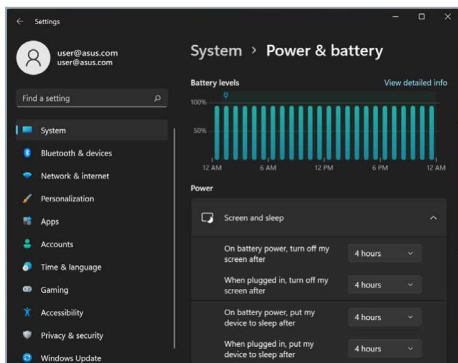 Settings
user@asus.com
user@asus.com
Find a setting
System
Bluetooth & devices
Network & internet
Personalization
Apps
Accounts
Time & language
Gaming
Accessibility
Privacy & security
Windows Update
System > Power & battery
Battery levels
View detailed info
100%
50%
12 AM 6 AM 12 PM 6 PM 12 AM
Power
Screen and sleep
On battery power, turn off my
screen after
4 hours
When plugged in, turn off my
screen after
4 hours
On battery power, put my
device to sleep after
4 hours
When plugged in, put my
device to sleep after
4 hours